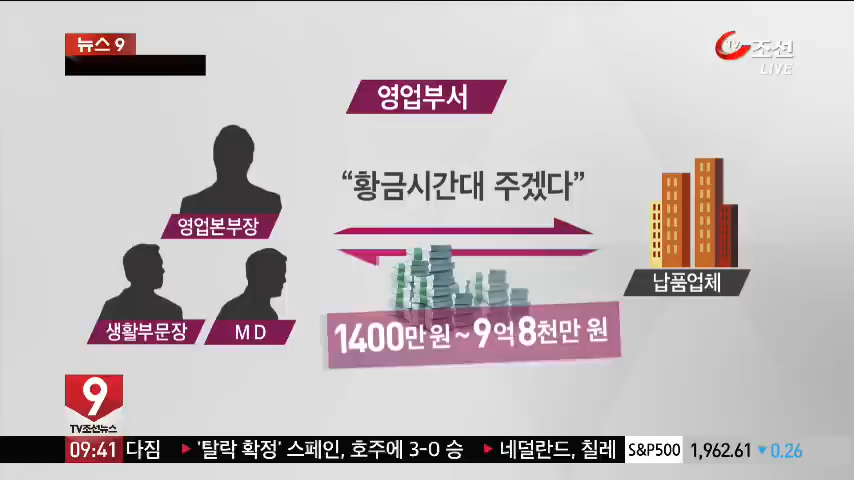 뉴스 9
TV조선
LIVE
영업부서
“황금시간대 주겠다”
영업본부장
생활부문장
MD
납품업체
1400만 원 ~ 9억 8천만 원
9
TV조선뉴스
09:41 다짐 ▶ '탈락 확정' 스페인, 호주에 3-0 승 ▶ 네덜란드, 칠레 S&P500 1,962.61 ▼0.26